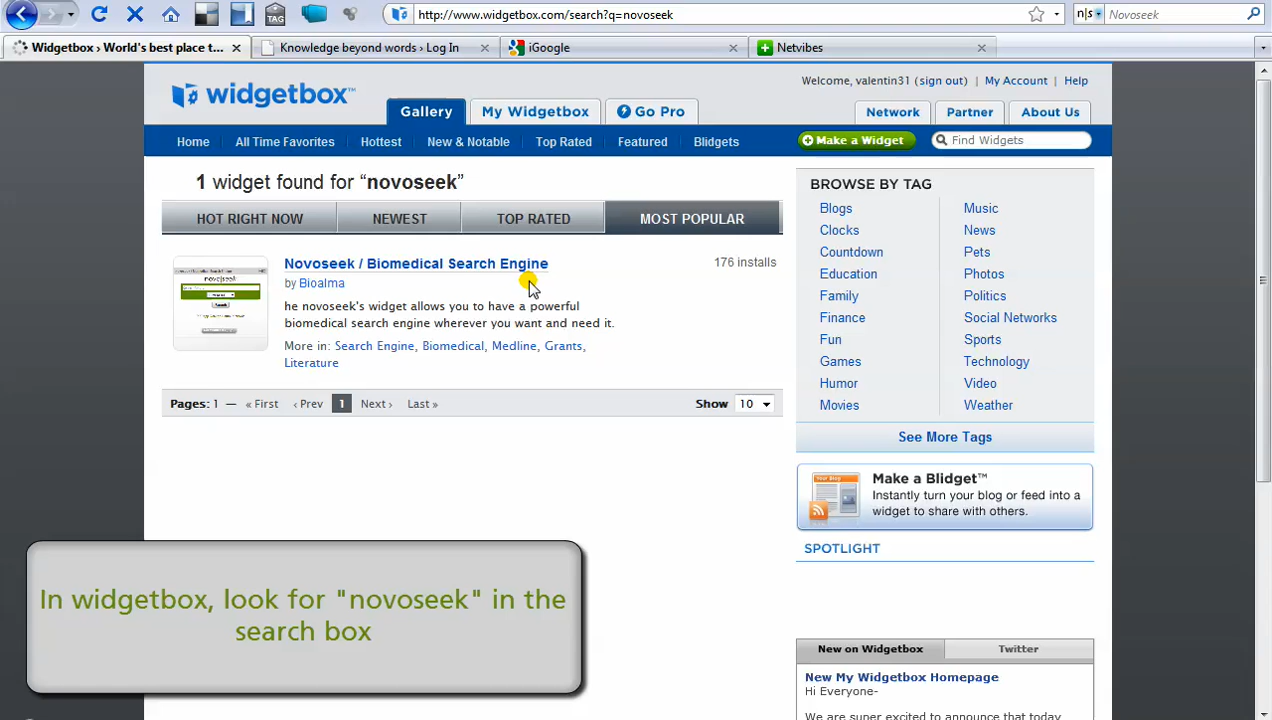 http://www.widgetbox.com/search?q=novoseek
n|s Novoseek
TAG
Widgetbox › World's best place t...
Knowledge beyond words › Log In
iGoogle
Netvibes
widgetbox™
Welcome, valentin31 (sign out) | My Account | Help
Gallery
My Widgetbox
Go Pro
Network
Partner
About Us
Home
All Time Favorites
Hottest
New & Notable
Top Rated
Featured
Blidgets
Make a Widget
Find Widgets
1 widget found for “novoseek”
HOT RIGHT NOW
NEWEST
TOP RATED
MOST POPULAR
Novoseek / Biomedical Search Engine
176 installs
by Bioalma
he novoseek's widget allows you to have a powerful
biomedical search engine wherever you want and need it.
More in: Search Engine, Biomedical, Medline, Grants,
Literature
Pages: 1 — « First ‹ Prev 1 Next › Last »
Show 10
BROWSE BY TAG
Blogs
Clocks
Countdown
Education
Family
Finance
Fun
Games
Humor
Movies
Music
News
Pets
Photos
Politics
Social Networks
Sports
Technology
Video
Weather
See More Tags
Your Blog
Make a Blidget™
Instantly turn your blog or feed into a
widget to share with others.
SPOTLIGHT
New on Widgetbox
Twitter
New My Widgetbox Homepage
Hi Everyone-
We are super excited to announce that today
In widgetbox, look for "novoseek" in the
search box